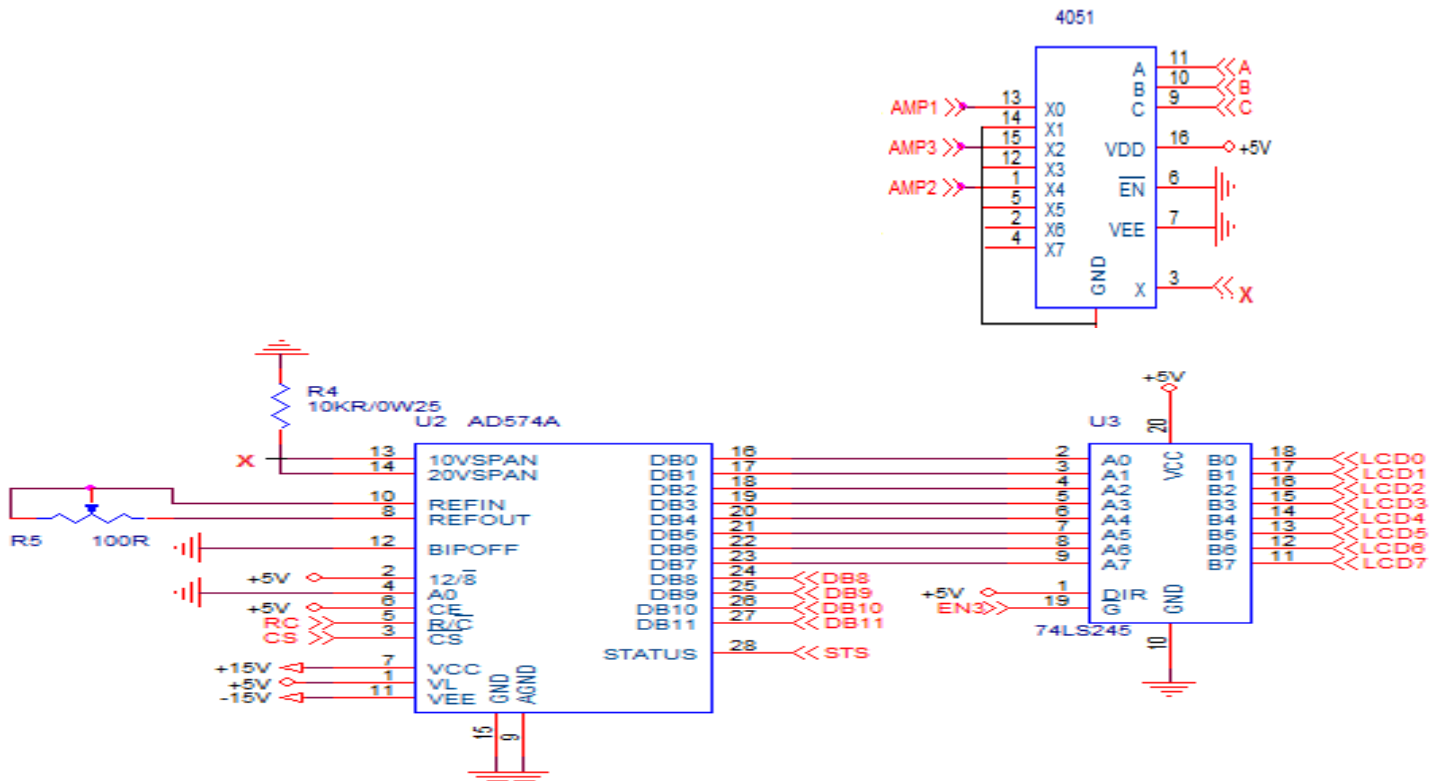 4051
AMP1 13 X0 A 11 A
14 X1 B 10 B
AMP3 15 X2 C 9 C
12 X3 VDD 16 +5V
AMP2 1 X4 EN 6
5 X5
2 X6 VEE 7
4 X7
GND X 3 X
R4
10KR/0W25
U2 AD574A
X 13 10VSPAN DB0 16
14 20VSPAN DB1 17
DB2 18
10 REFIN DB3 19
8 REFOUT DB4 20
R5 100R
DB5 21
12 BIPOFF DB6 22
DB7 23
+5V 2 12/8 DB8 24 DB8
4 A0 DB9 25 DB9
+5V 6 CE DB10 26 DB10
RC 5 R/C DB11 27 DB11
CS 3 CS
STATUS 28 STS
+15V 7 VCC
+5V 1 VL
-15V 11 VEE
GND AGND
15 9
+5V
U3 20 VCC
2 A0 B0 18 LCD0
3 A1 B1 17 LCD1
4 A2 B2 16 LCD2
5 A3 B3 15 LCD3
6 A4 B4 14 LCD4
7 A5 B5 13 LCD5
8 A6 B6 12 LCD6
9 A7 B7 11 LCD7
+5V 1 DIR
EN3 19 G
GND
74LS245
10